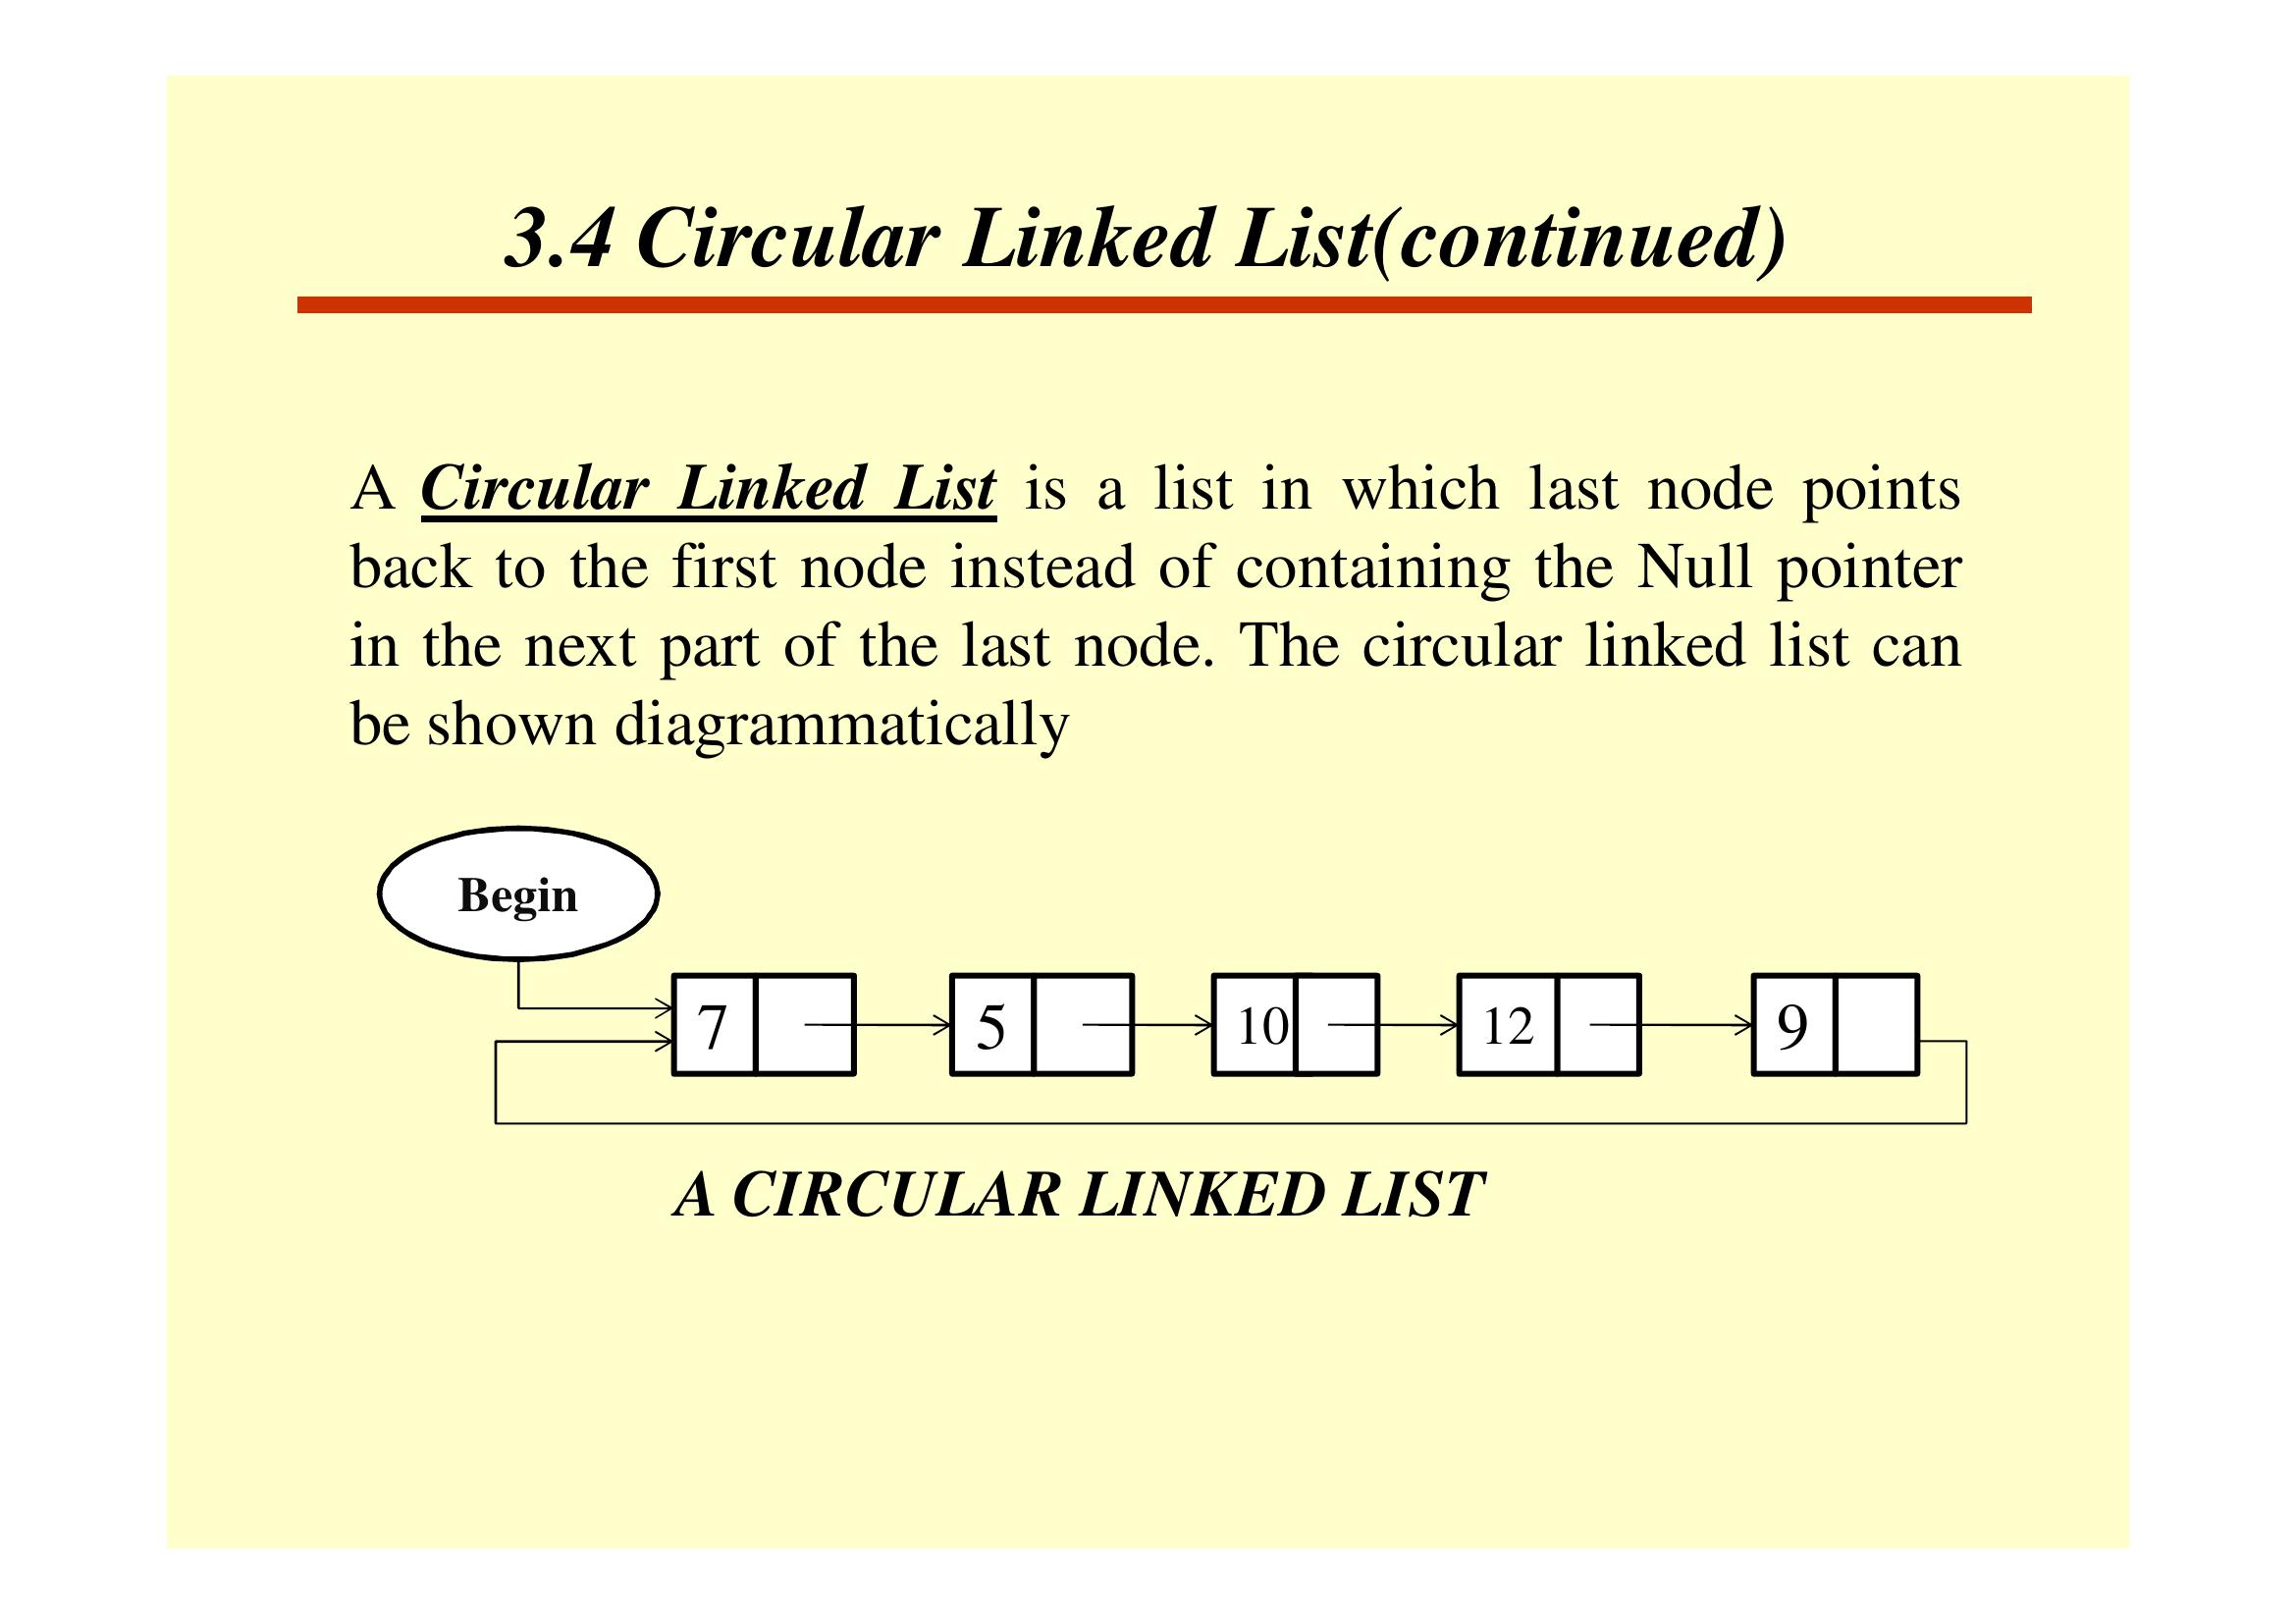 3.4 Circular Linked List(continued)
A Circular Linked List is a list in which last node points
back to the first node instead of containing the Null pointer
in the next part of the last node. The circular linked list can
be shown diagrammatically
Begin
7 5 10 12 9
A CIRCULAR LINKED LIST